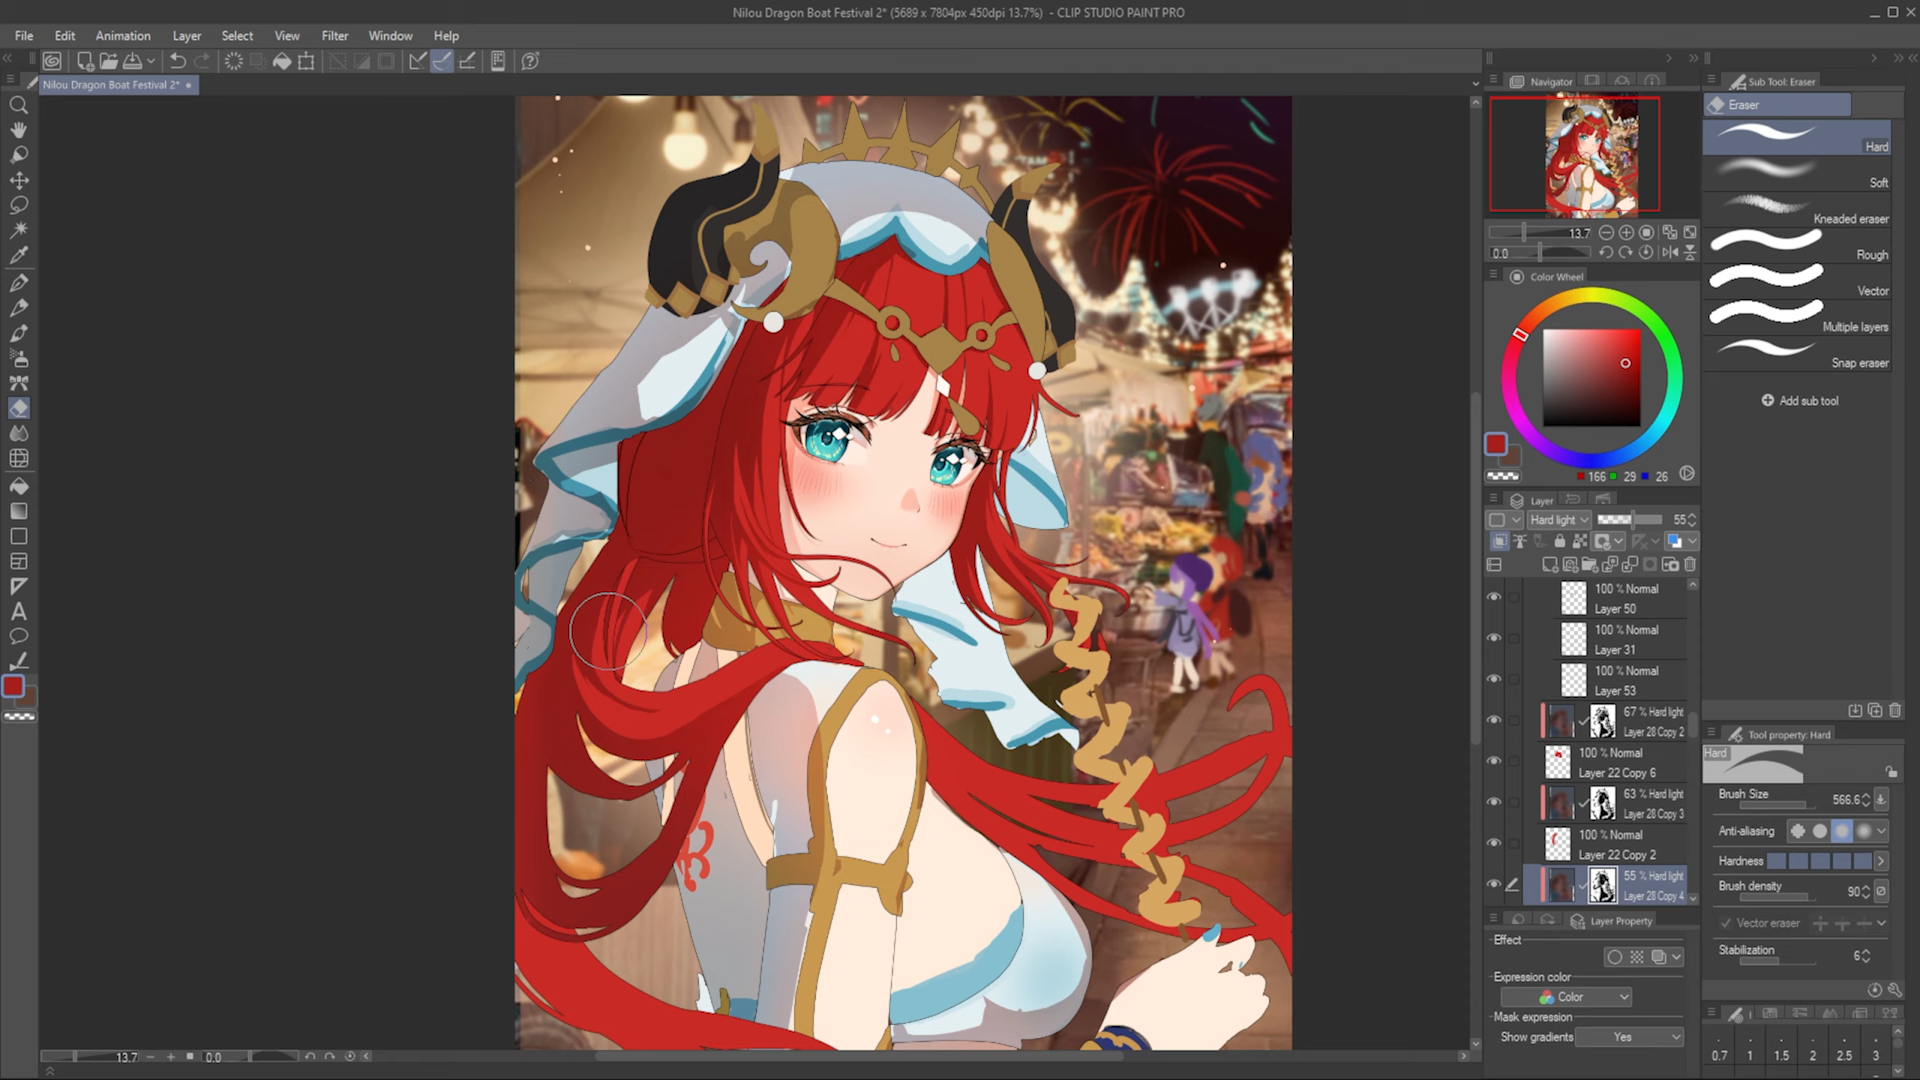 Nilou Dragon Boat Festival 2* (5689 x 7804px 450dpi 13.7%) - CLIP STUDIO PAINT PRO
File Edit Animation Layer Select View Filter Window Help
Nilou Dragon Boat Festival 2*
Navigator
13.7
0.0
Color Wheel
166 29 26
Layer
Hard light 55
100 % Normal
Layer 50
100 % Normal
Layer 31
100 % Normal
Layer 53
67 % Hard light
Layer 28 Copy 2
100 % Normal
Layer 22 Copy 6
63 % Hard light
Layer 28 Copy 3
100 % Normal
Layer 22 Copy 2
55 % Hard light
Layer 28 Copy 4
Layer Property
Effect
Expression color
Color
Mask expression
Show gradients Yes
Sub Tool: Eraser
Eraser
Hard
Soft
Kneaded eraser
Rough
Vector
Multiple layers
Snap eraser
Add sub tool
Tool property: Hard
Hard
Brush Size 566.6
Anti-aliasing
Hardness
Brush density 90
Vector eraser
Stabilization 6
0.7 1 1.5 2 2.5 3
13.7 0.0